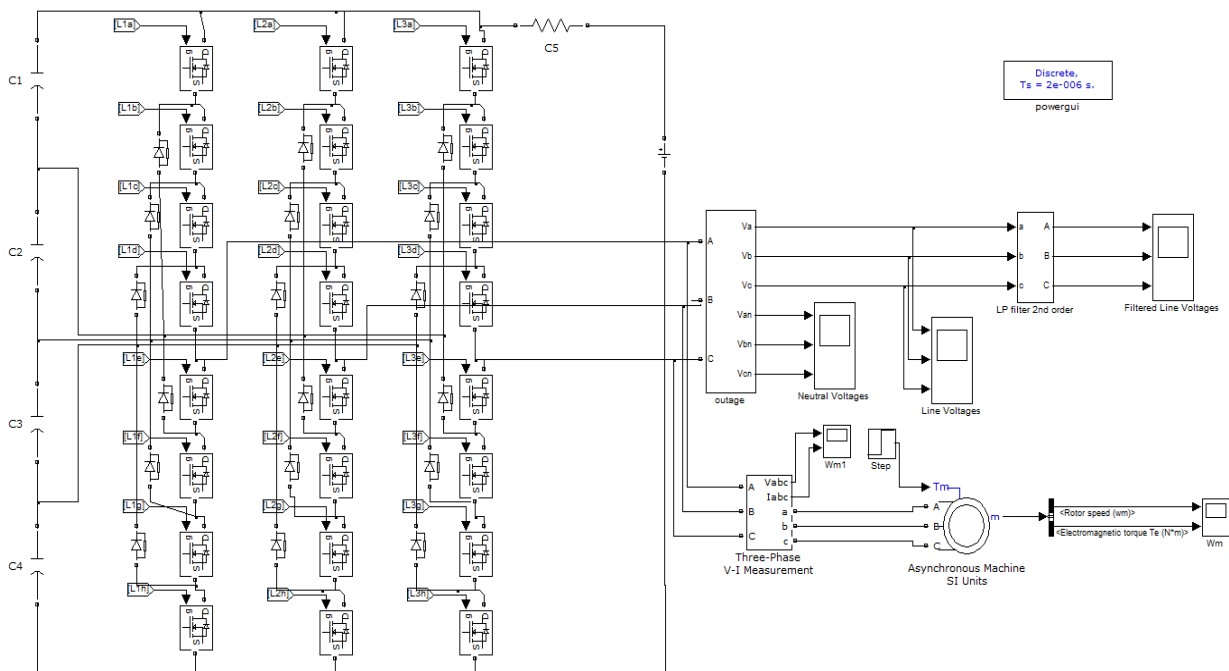 [L1a]
[L2a]
[L3a]
C5
C1
g D
S
Discrete,
Ts = 2e-006 s.
powergui
[L1b]
[L2b]
[L3b]
[L1c]
[L2c]
[L3c]
C2
[L1d]
[L2d]
[L3d]
A
B
C
Va
Vb
Vc
Van
Vbn
Vcn
outage
a
b
c
A
B
C
LP filter 2nd order
Filtered Line Voltages
Neutral Voltages
Line Voltages
[L1e]
[L2e]
[L3e]
C3
[L1f]
[L2f]
[L3f]
Wm1
Step
A
B
C
Vabc
Iabc
a
b
c
Three-Phase
V-I Measurement
Tm
A
B
C
m
Asynchronous Machine
SI Units
<Rotor speed (wm)>
<Electromagnetic torque Te (N*m)>
Wm
[L1g]
[L2g]
[L3g]
C4
[L1h]
[L2h]
[L3h]